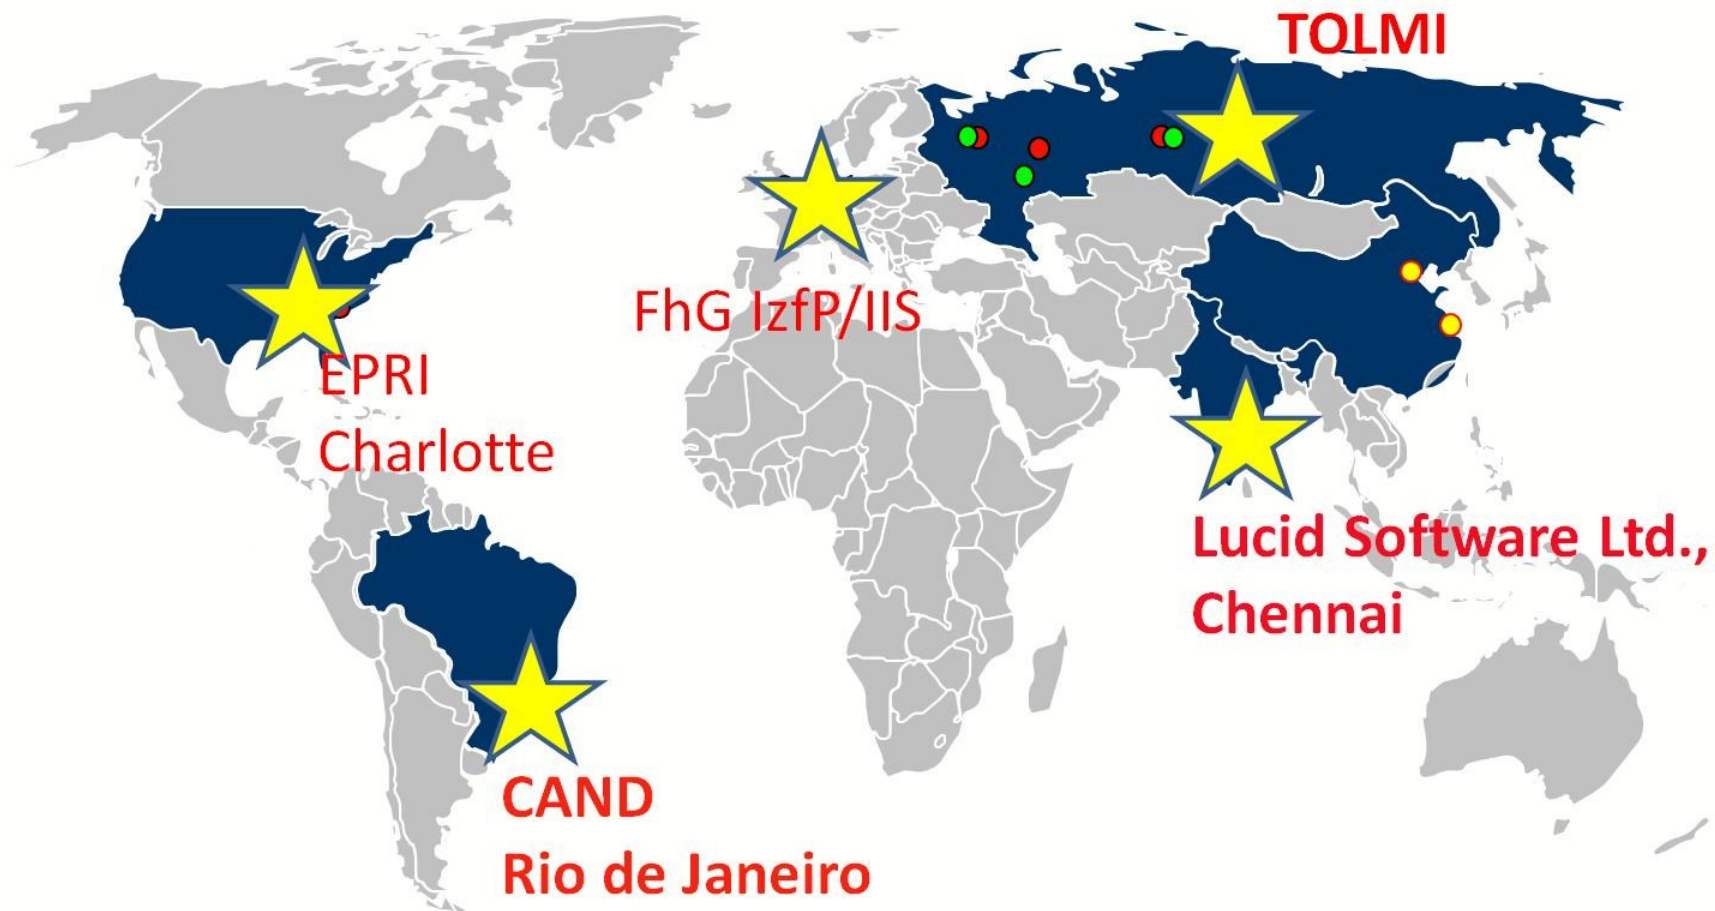 TOLMI
FhG IzfP/IIS
EPRI
Charlotte
Lucid Software Ltd.,
Chennai
CAND
Rio de Janeiro